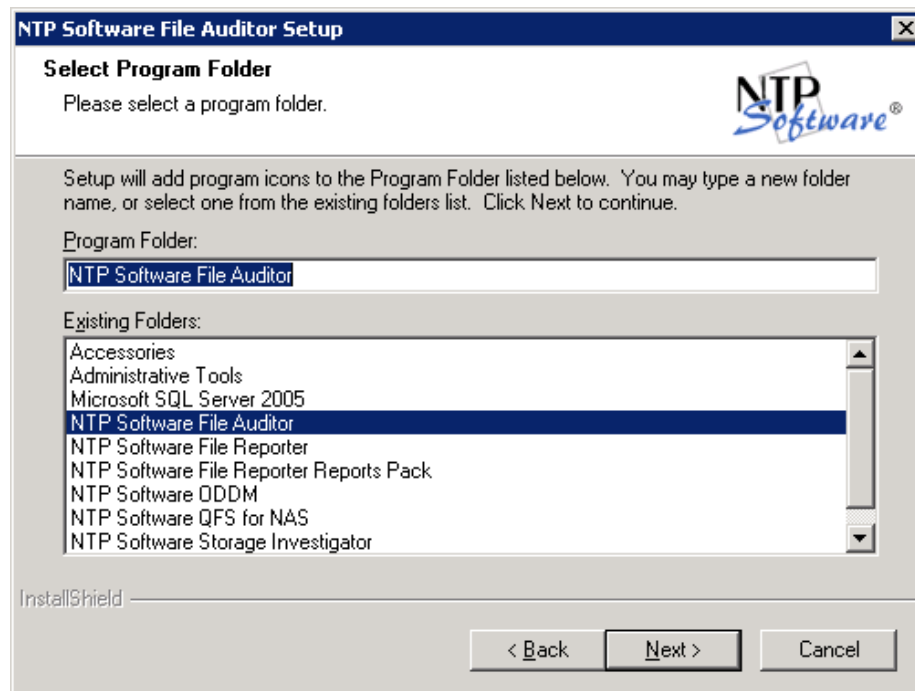 NTP Software File Auditor Setup
Select Program Folder
Please select a program folder.
NTP
Software®
Setup will add program icons to the Program Folder listed below. You may type a new folder
name, or select one from the existing folders list. Click Next to continue.
Program Folder:
NTP Software File Auditor
Existing Folders:
Accessories
Administrative Tools
Microsoft SQL Server 2005
NTP Software File Auditor
NTP Software File Reporter
NTP Software File Reporter Reports Pack
NTP Software ODDM
NTP Software QFS for NAS
NTP Software Storage Investigator
InstallShield
< Back
Next >
Cancel